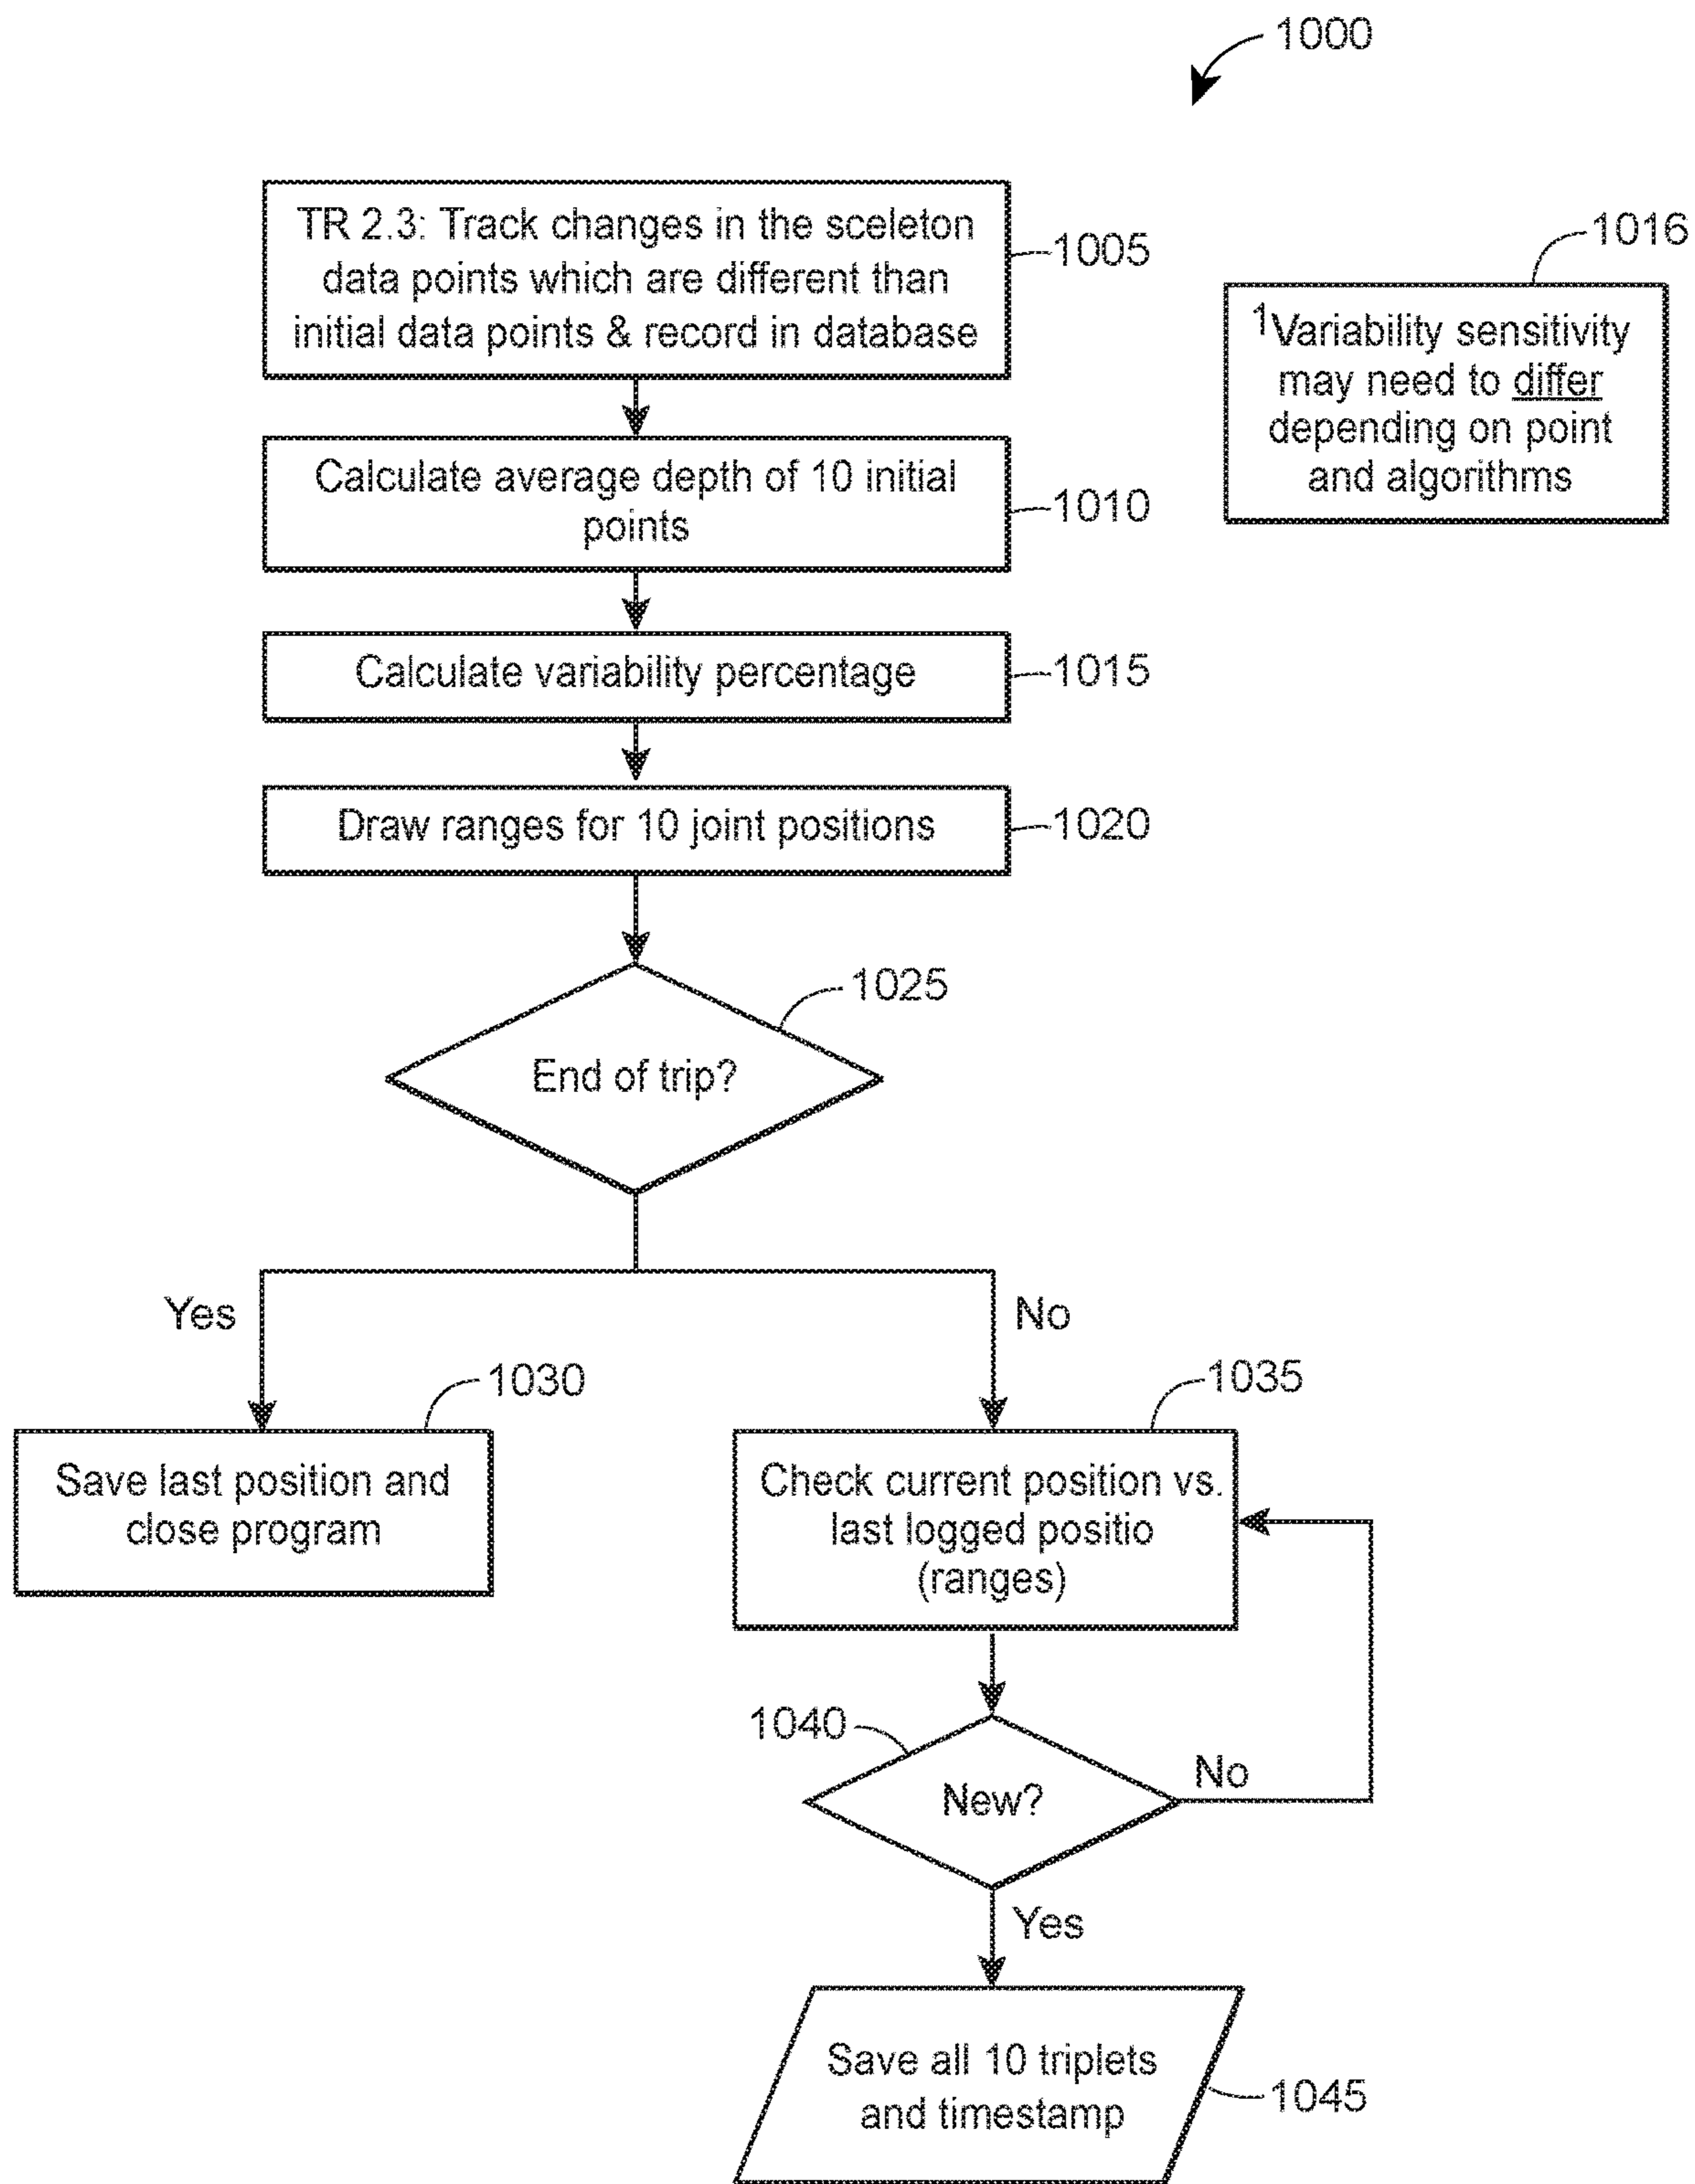 1000
TR 2.3: Track changes in the sceleton
data points which are different than
initial data points & record in database
1005
1016
1Variability sensitivity
may need to differ
depending on point
and algorithms
Calculate average depth of 10 initial
points
1010
Calculate variability percentage
1015
Draw ranges for 10 joint positions
1020
1025
End of trip?
Yes
No
1030
1035
Save last position and
close program
Check current position vs.
last logged positio
(ranges)
1040
New?
No
Yes
Save all 10 triplets
and timestamp
1045